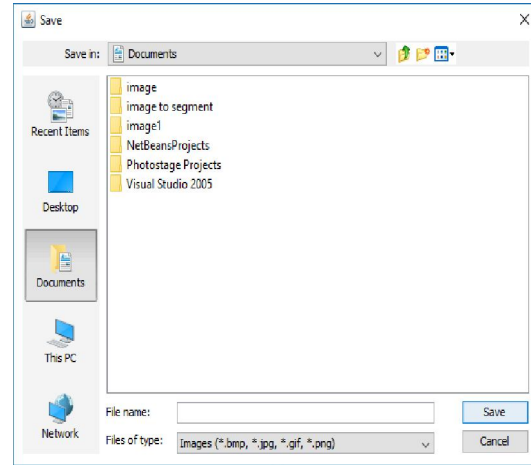 Save
Save in: Documents
image
image to segment
image1
NetBeansProjects
Photostage Projects
Visual Studio 2005
Recent Items
Desktop
Documents
This PC
Network
File name:
Save
Files of type: Images (*.bmp, *.jpg, *.gif, *.png)
Cancel